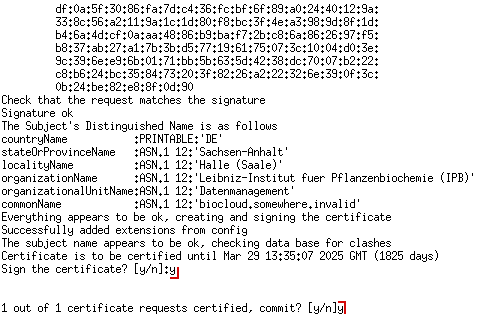 df:0a:5f:30:86:fa:7d:c4:36:fc:bf:6f:89:a0:24:40:12:9a:
33:8c:56:a2:11:9a:1c:1d:80:f8:bc:3f:4e:a3:98:9d:8f:1d:
b4:6a:4d:cf:0a:aa:48:86:b9:ba:f7:2b:c8:6a:86:26:97:f5:
b8:37:ab:27:a1:7b:3b:d5:77:19:61:75:07:3c:10:04:d0:3e:
9c:39:6e:e9:6b:01:71:bb:5b:63:5d:42:38:dc:70:07:b2:22:
c8:b6:24:bc:35:84:73:20:3f:82:26:a2:22:32:6e:39:0f:3c:
0b:24:be:82:e8:8f:0d:90
Check that the request matches the signature
Signature ok
The Subject's Distinguished Name is as follows
countryName           :PRINTABLE:'DE'
stateOrProvinceName   :ASN.1 12:'Sachsen-Anhalt'
localityName          :ASN.1 12:'Halle (Saale)'
organizationName      :ASN.1 12:'Leibniz-Institut fuer Pflanzenbiochemie (IPB)'
organizationalUnitName:ASN.1 12:'Datenmanagement'
commonName            :ASN.1 12:'biocloud.somewhere.invalid'
Everything appears to be ok, creating and signing the certificate
Successfully added extensions from config
The subject name appears to be ok, checking data base for clashes
Certificate is to be certified until Mar 29 13:35:07 2025 GMT (1825 days)
Sign the certificate? [y/n]:y
1 out of 1 certificate requests certified, commit? [y/n]y